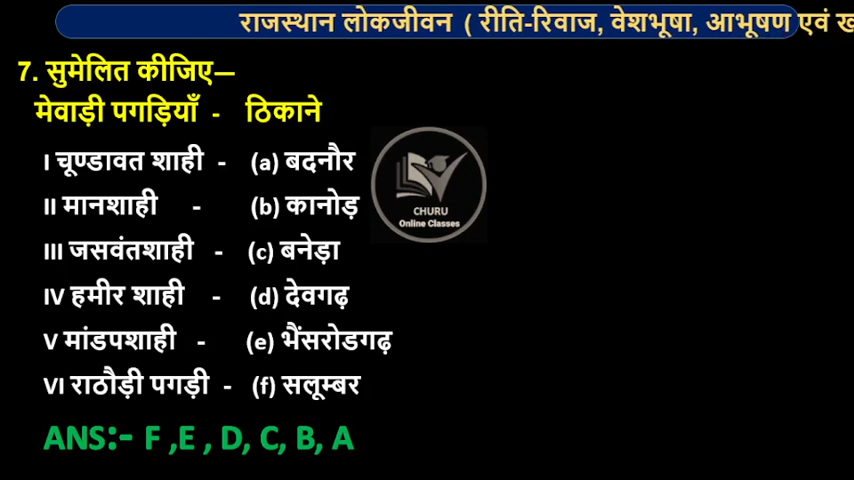 राजस्थान लोकजीवन ( रीति-रिवाज, वेशभूषा, आभूषण एवं ख
7. सुमेलित कीजिए—
मेवाड़ी पगड़ियाँ - ठिकाने
I चूण्डावत शाही - (a) बदनौर
II मानशाही - (b) कानोड़
III जसवंतशाही - (c) बनेड़ा
IV हमीर शाही - (d) देवगढ़
V मांडपशाही - (e) भैंसरोडगढ़
VI राठौड़ी पगड़ी - (f) सलूम्बर
CHURU
Online Classes
ANS:- F ,E , D, C, B, A